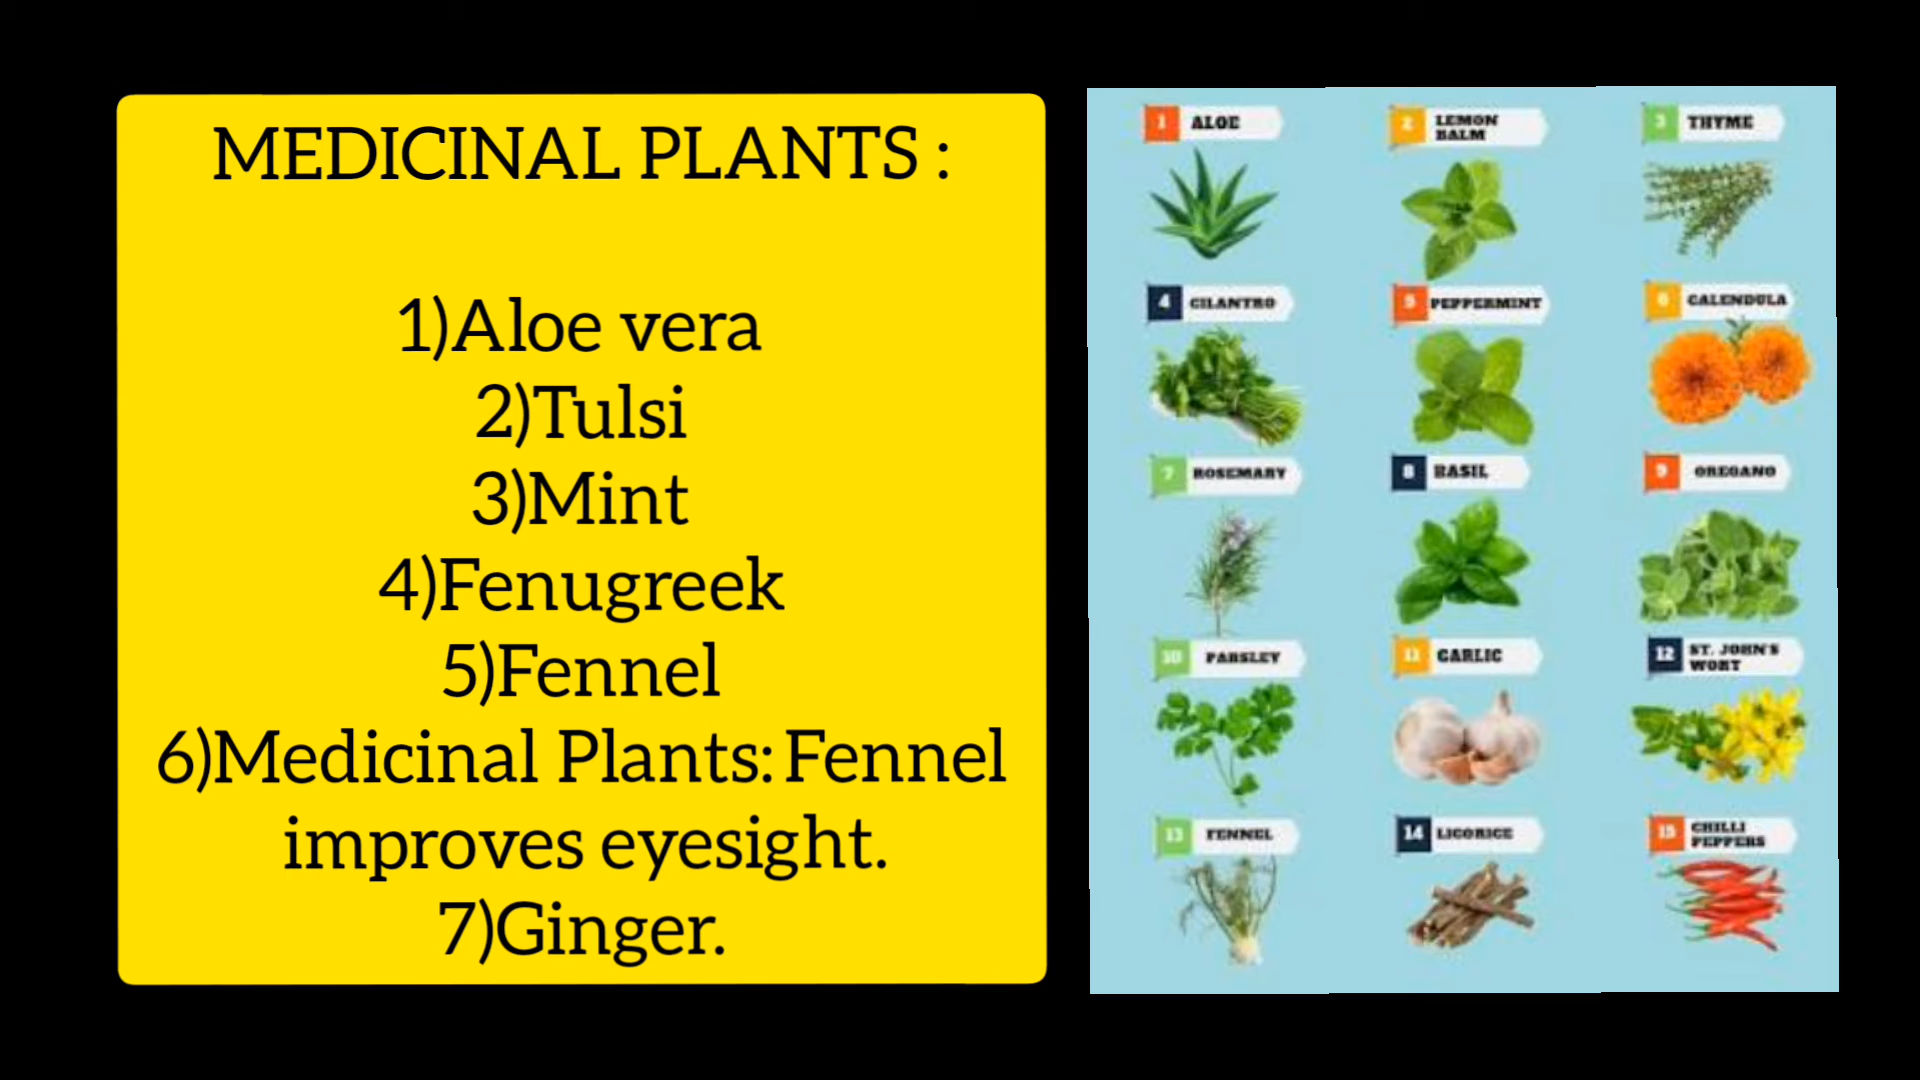 MEDICINAL PLANTS :
1)Aloe vera
2)Tulsi
3)Mint
4)Fenugreek
5)Fennel
6)Medicinal Plants: Fennel
improves eyesight.
7)Ginger.
1 ALOE
2 LEMON
BALM
3 THYME
4 CILANTRO
5 PEPPERMINT
6 CALENDULA
7 ROSEMARY
8 BASIL
9 OREGANO
10 PARSLEY
11 GARLIC
12 ST. JOHN'S
WORT
13 FENNEL
14 LICORICE
15 CHILLI
PEPPERS